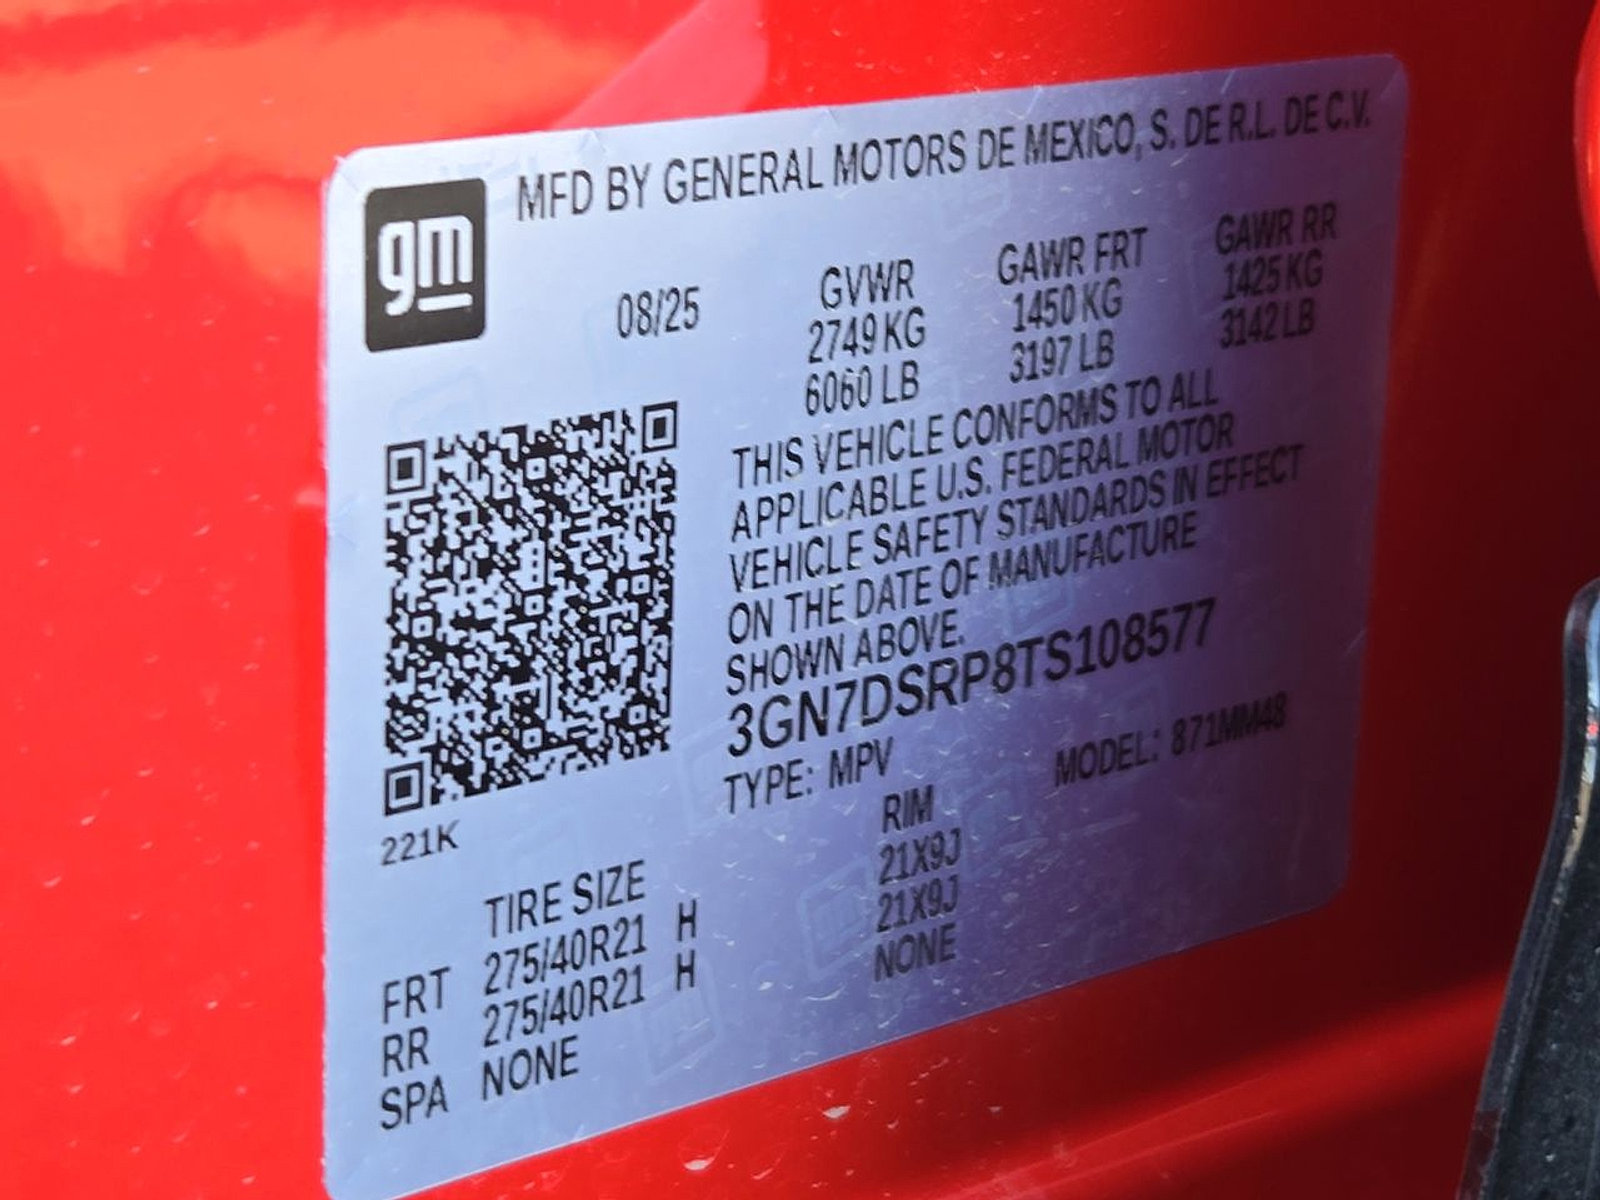 gm
MFD BY GENERAL MOTORS DE MEXICO, S. DE R.L. DE C.V.
08/25 GVWR GAWR FRT GAWR RR
2749 KG 1450 KG 1425 KG
6060 LB 3197 LB 3142 LB
THIS VEHICLE CONFORMS TO ALL
APPLICABLE U.S. FEDERAL MOTOR
VEHICLE SAFETY STANDARDS IN EFFECT
ON THE DATE OF MANUFACTURE
SHOWN ABOVE.
3GN7DSRP8TS108577
TYPE: MPV MODEL: 871MM48
221K
TIRE SIZE RIM
FRT 275/40R21 H 21X9J
RR 275/40R21 H 21X9J
SPA NONE NONE